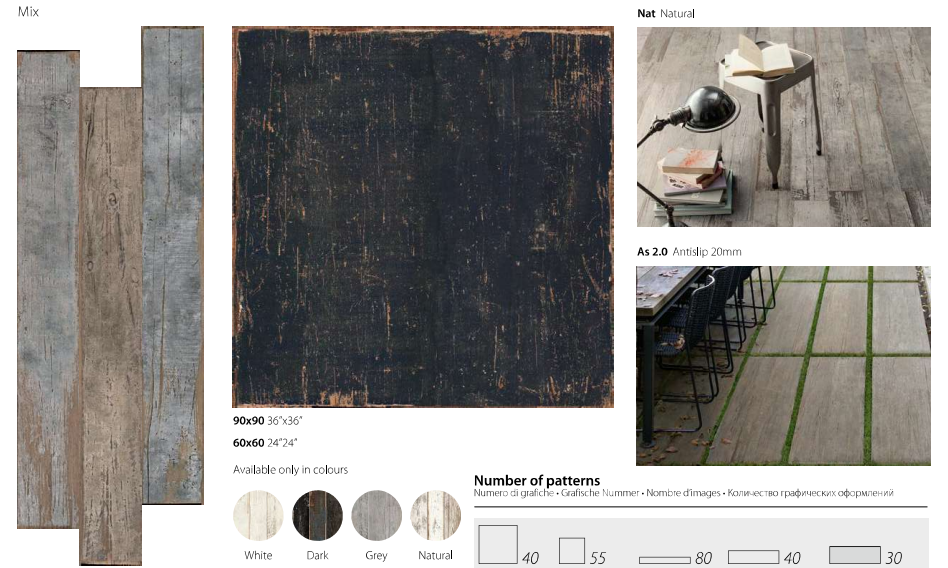 Mix
90x90 36"x36"
60x60 24"24"
Available only in colours
White
Dark
Grey
Natural
Nat Natural
As 2.0 Antislip 20mm
Number of patterns
Numero di grafiche • Grafische Nummer • Nombre d'images • Количество графических оформлений
40
55
80
40
30